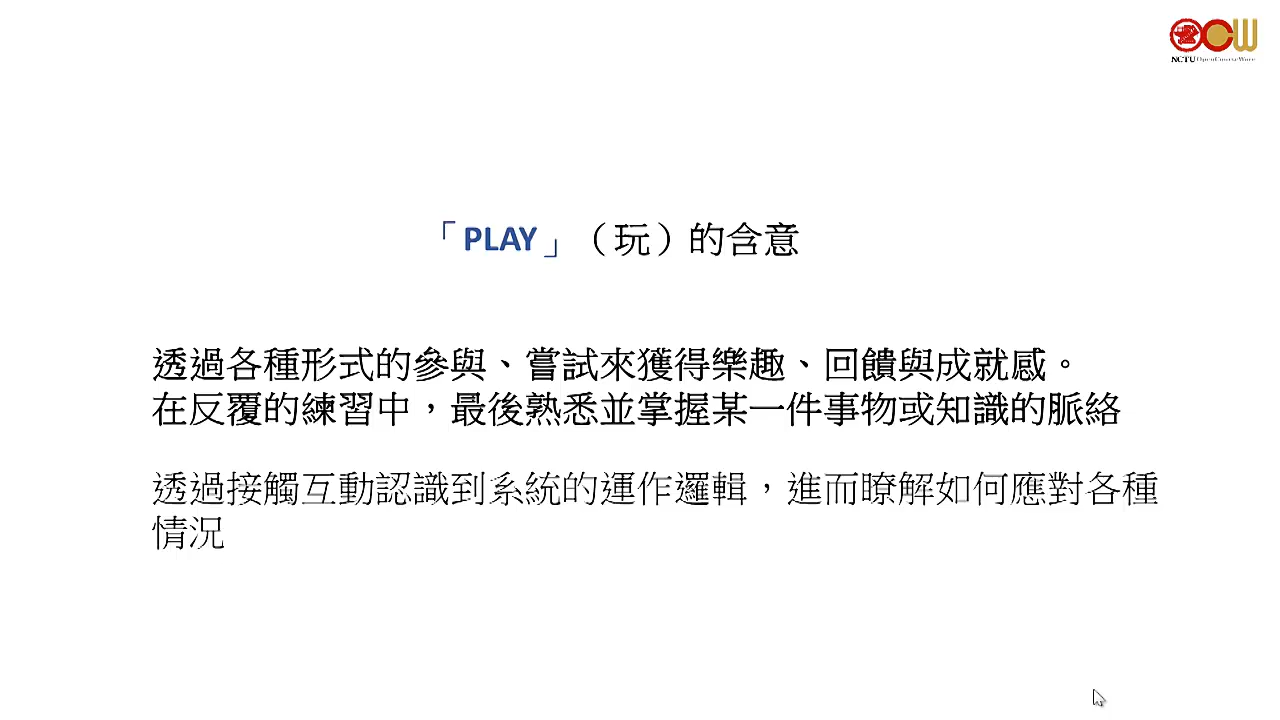 NCTU OpenCourseWare
「PLAY」（玩）的含意
透過各種形式的參與、嘗試來獲得樂趣、回饋與成就感。
在反覆的練習中，最後熟悉並掌握某一件事物或知識的脈絡
透過接觸互動認識到系統的運作邏輯，進而瞭解如何應對各種
情況